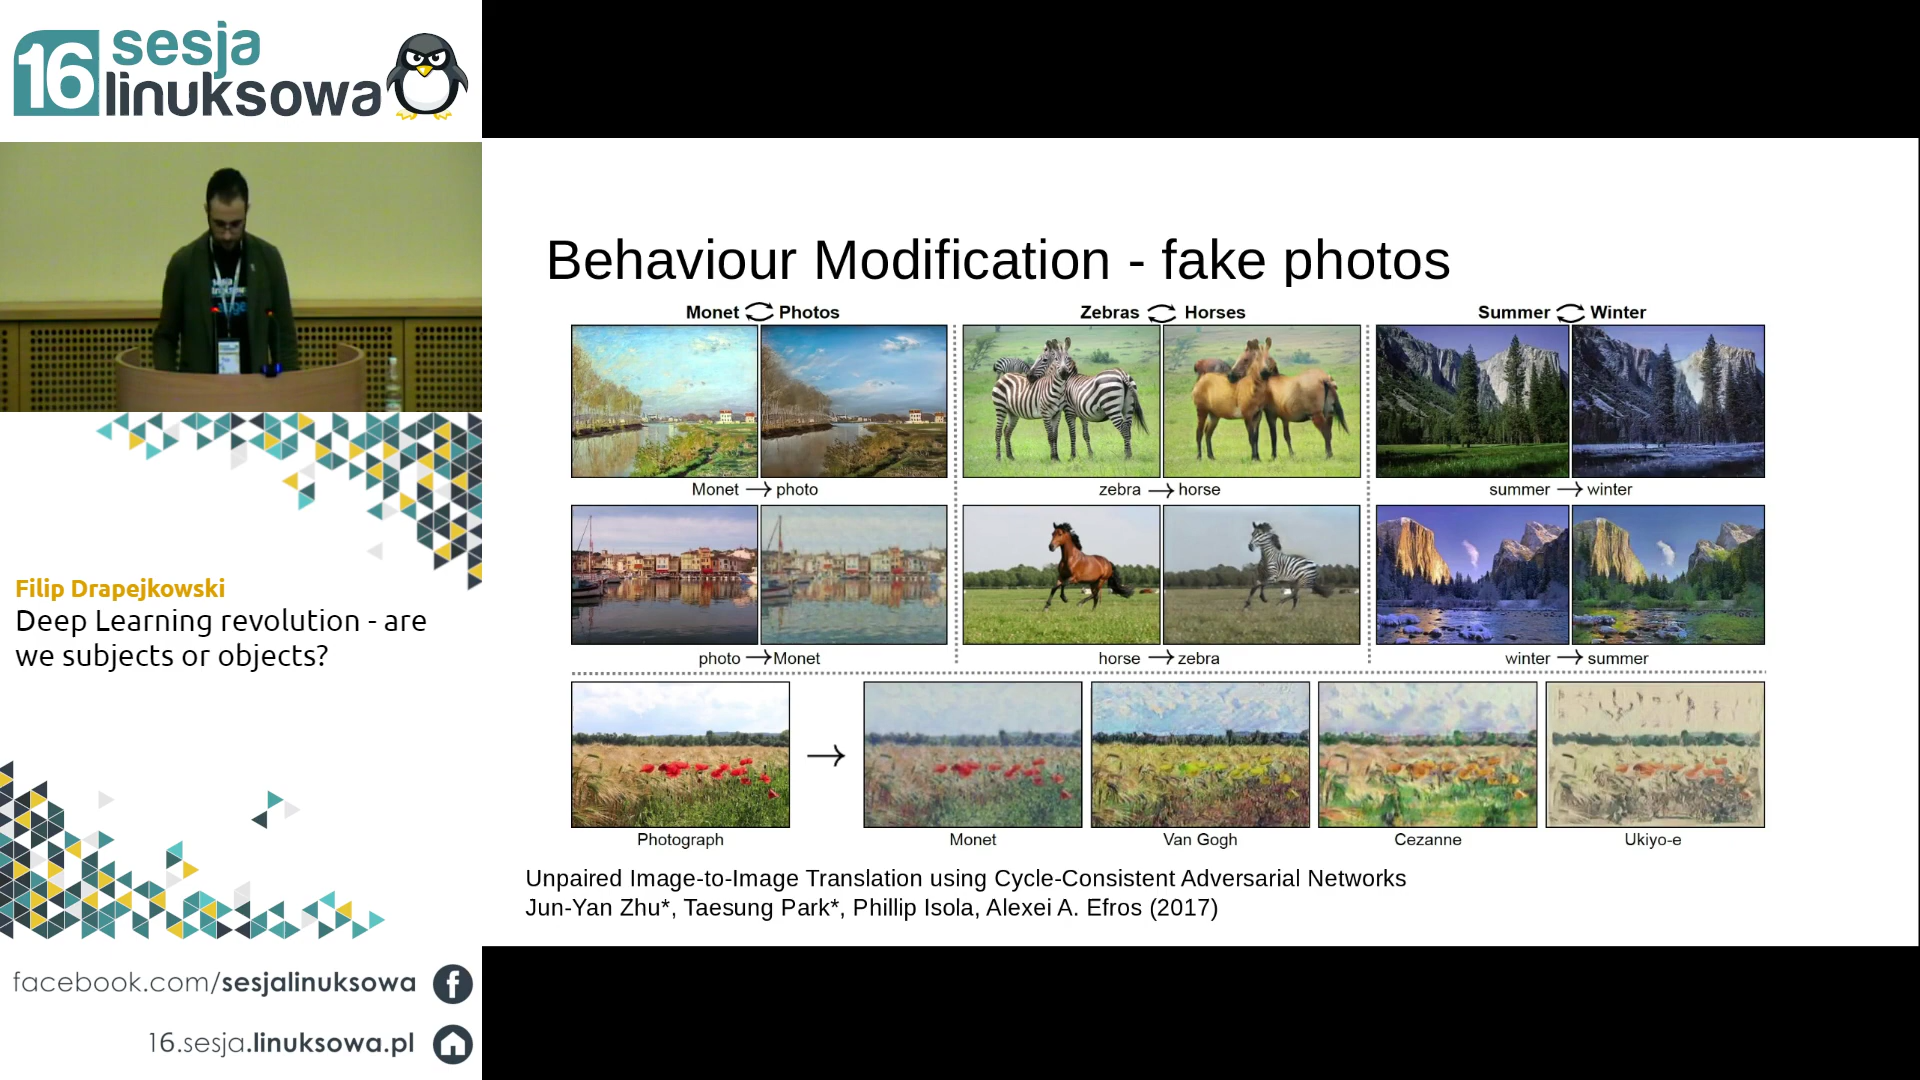 16 sesja
linuksowa
Filip Drapejkowski
Deep Learning revolution - are
we subjects or objects?
facebook.com/sesjalinuksowa
16.sesja.linuksowa.pl
Behaviour Modification - fake photos
Monet Photos
Zebras Horses
Summer Winter
Monet → photo
zebra → horse
summer → winter
photo → Monet
horse → zebra
winter → summer
Photograph
→
Monet
Van Gogh
Cezanne
Ukiyo-e
Unpaired Image-to-Image Translation using Cycle-Consistent Adversarial Networks
Jun-Yan Zhu*, Taesung Park*, Phillip Isola, Alexei A. Efros (2017)